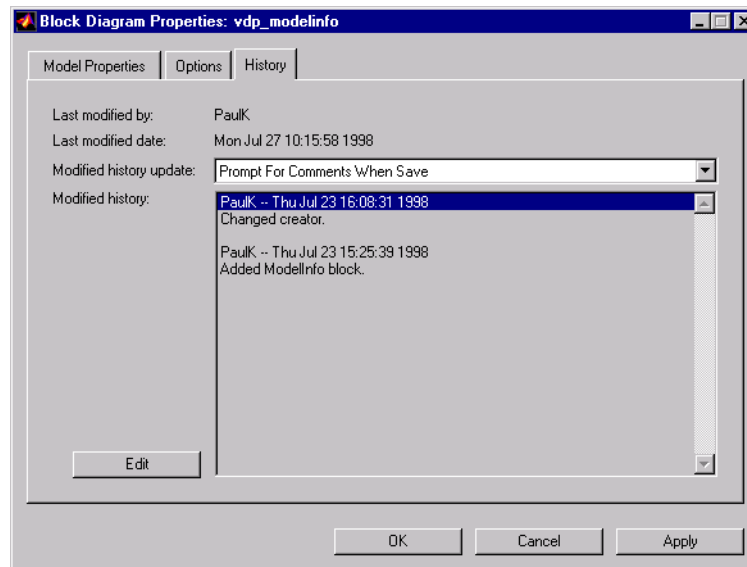 Block Diagram Properties: vdp_modelinfo
Model Properties Options History
Last modified by: PaulK
Last modified date: Mon Jul 27 10:15:58 1998
Modified history update: Prompt For Comments When Save
Modified history: PaulK -- Thu Jul 23 16:08:31 1998
Changed creator.
PaulK -- Thu Jul 23 15:25:39 1998
Added ModelInfo block.
Edit
OK Cancel Apply